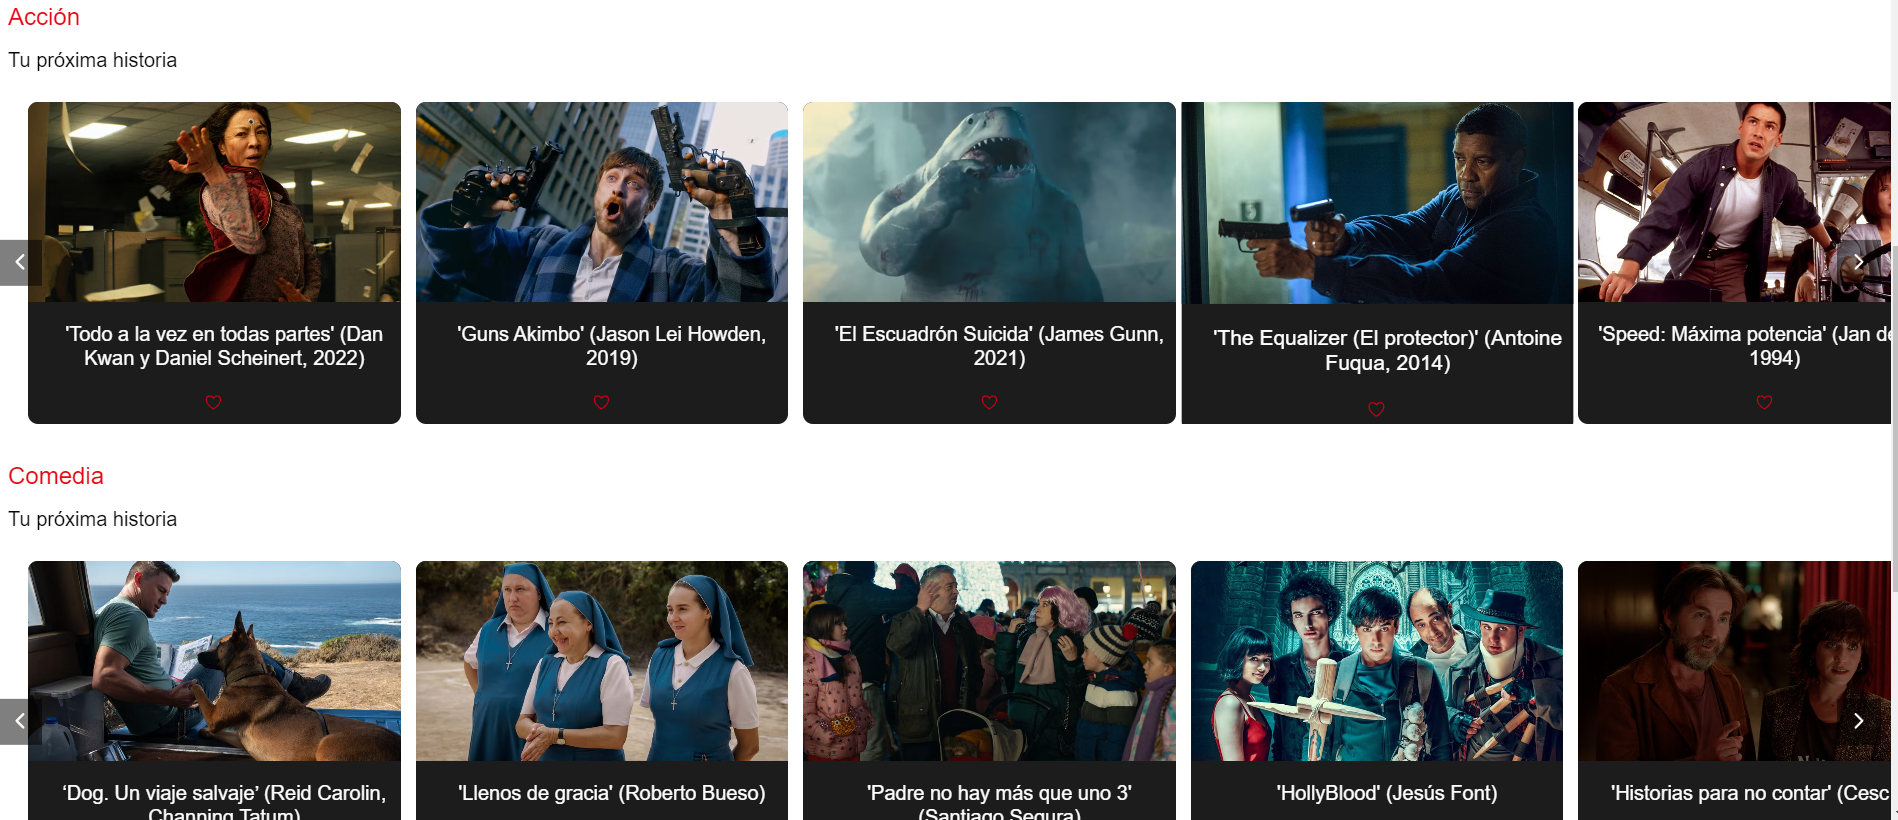 Acción
Tu próxima historia
'Todo a la vez en todas partes' (Dan
Kwan y Daniel Scheinert, 2022)
'Guns Akimbo' (Jason Lei Howden,
2019)
'El Escuadrón Suicida' (James Gunn,
2021)
'The Equalizer (El protector)' (Antoine
Fuqua, 2014)
'Speed: Máxima potencia' (Jan de
1994)
Comedia
Tu próxima historia
‘Dog. Un viaje salvaje’ (Reid Carolin,
Channing Tatum)
'Llenos de gracia' (Roberto Bueso)
'Padre no hay más que uno 3'
(Santiago Segura)
'HollyBlood' (Jesús Font)
'Historias para no contar' (Cesc